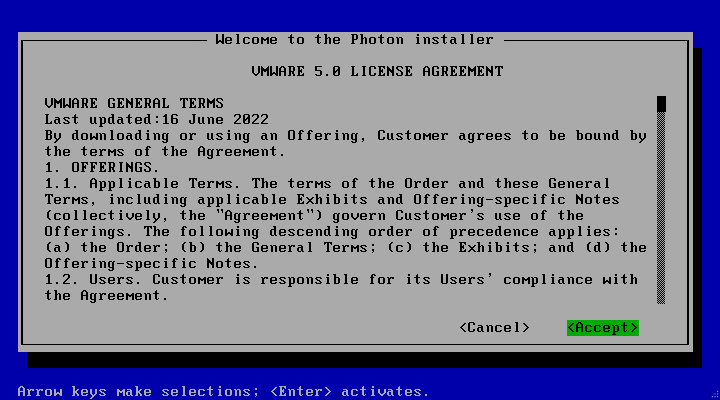 Welcome to the Photon installer
VMWARE 5.0 LICENSE AGREEMENT
VMWARE GENERAL TERMS
Last updated:16 June 2022
By downloading or using an Offering, Customer agrees to be bound by
the terms of the Agreement.
1. OFFERINGS.
1.1. Applicable Terms. The terms of the Order and these General
Terms, including applicable Exhibits and Offering-specific Notes
(collectively, the "Agreement") govern Customer's use of the
Offerings. The following descending order of precedence applies:
(a) the Order; (b) the General Terms; (c) the Exhibits; and (d) the
Offering-specific Notes.
1.2. Users. Customer is responsible for its Users' compliance with
the Agreement.
<Cancel> <Accept>
Arrow keys make selections; <Enter> activates.